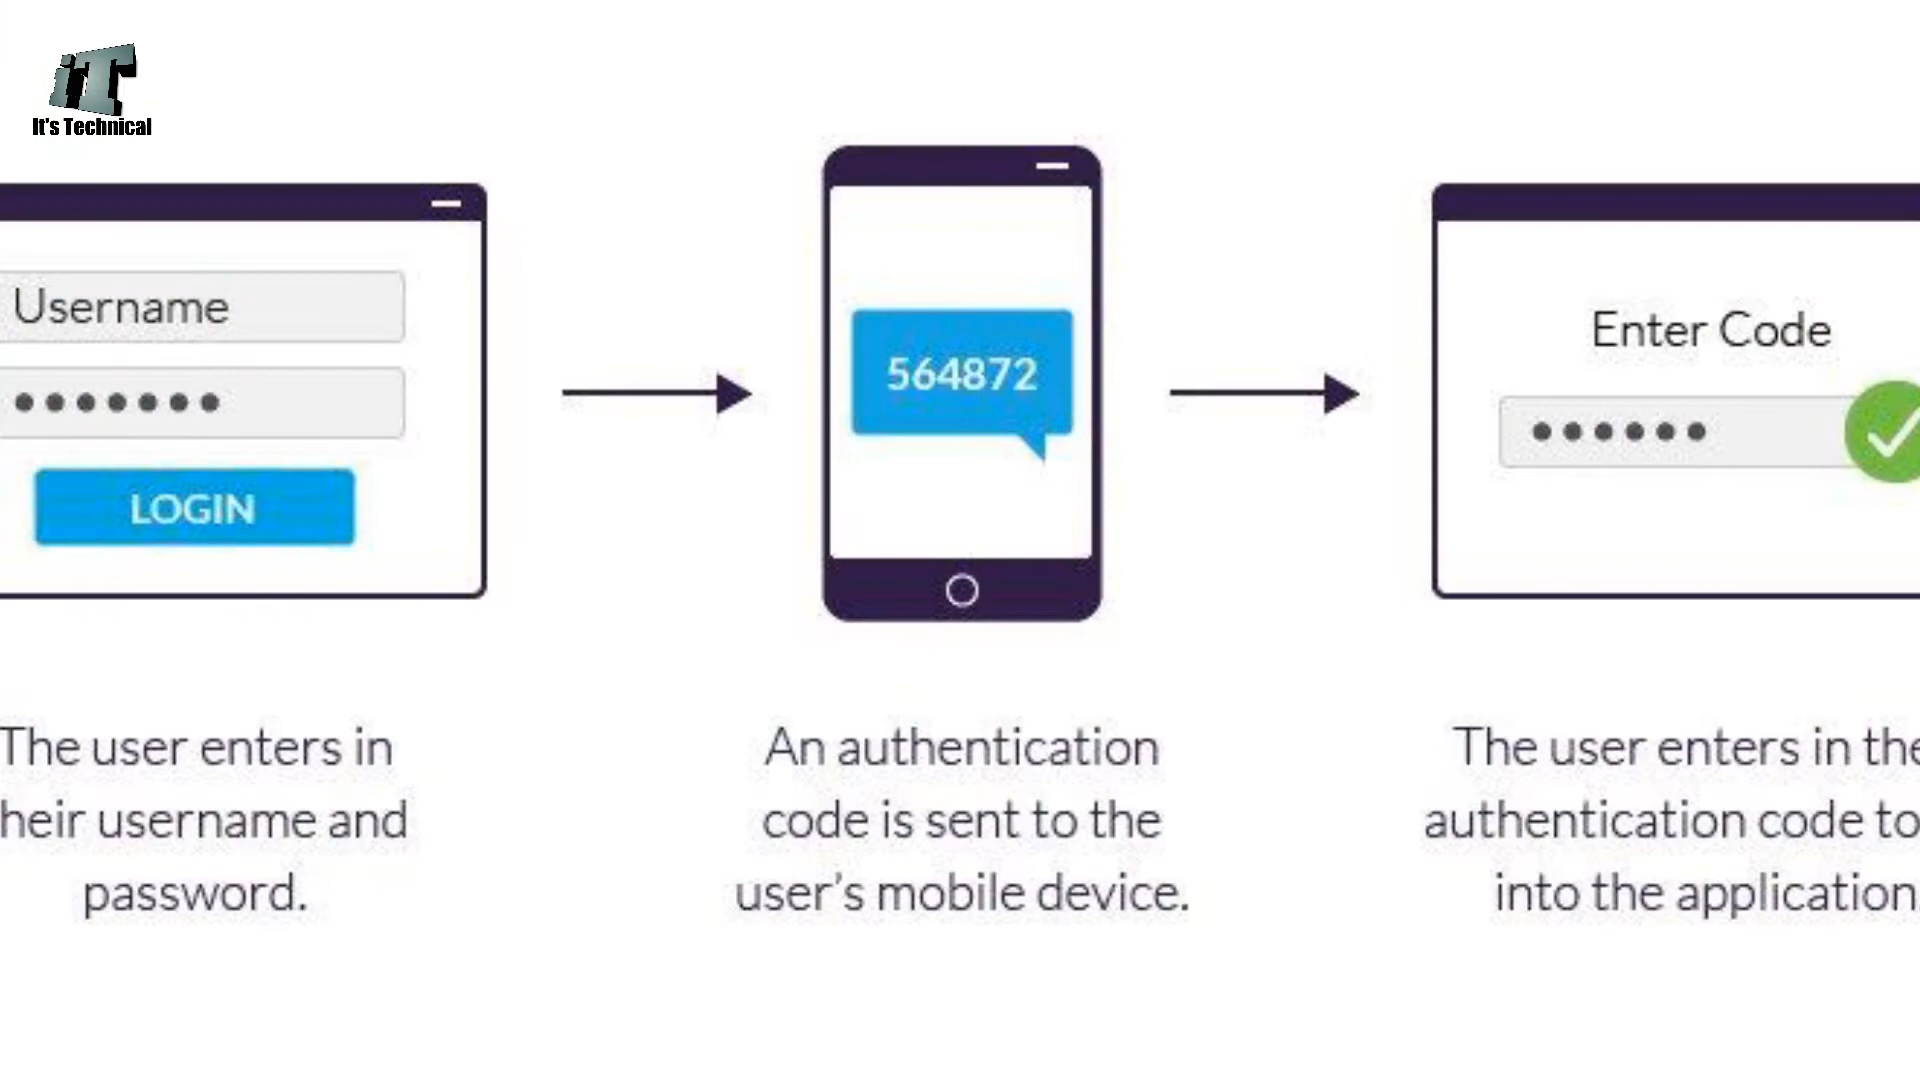 iT
It's Technical
Username
LOGIN
564872
Enter Code
The user enters in
heir username and
password.
An authentication
code is sent to the
user's mobile device.
The user enters in the
authentication code to
into the application.